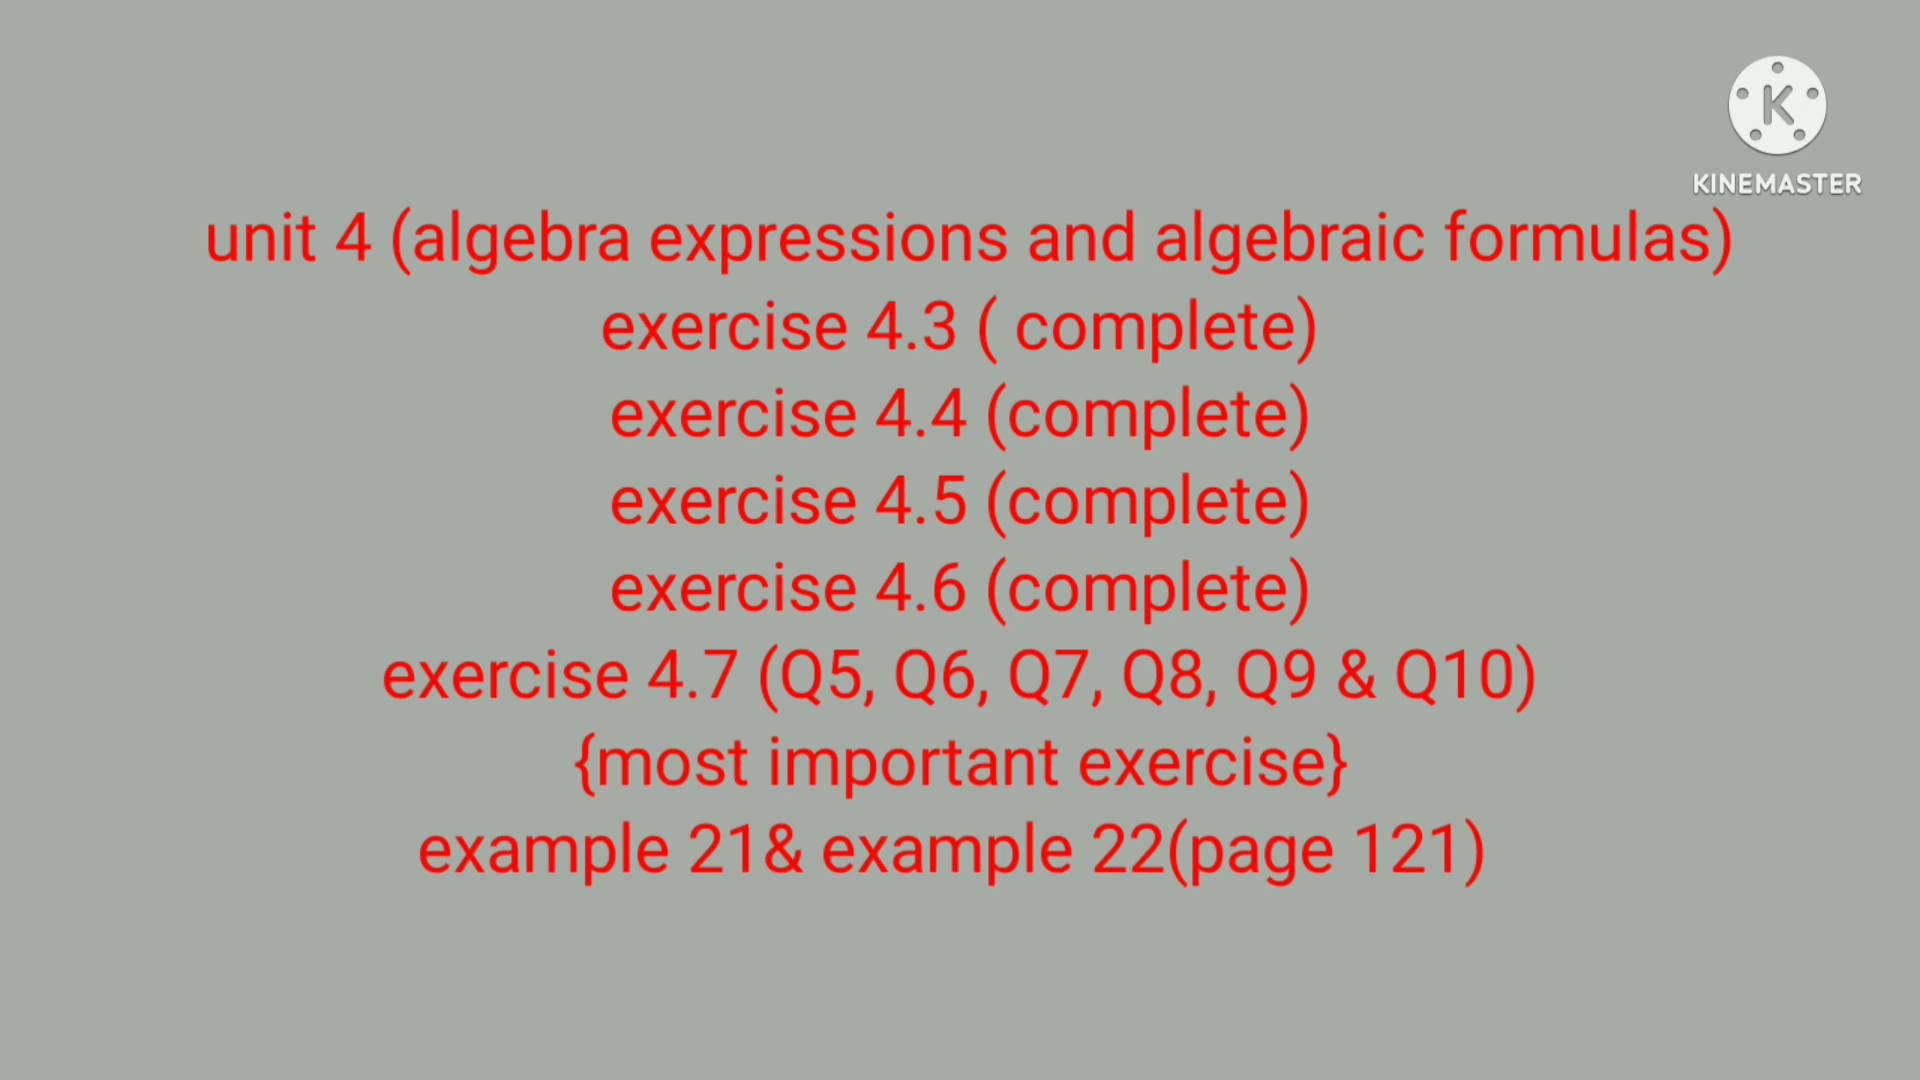 K
KINEMASTER
unit 4 (algebra expressions and algebraic formulas)
exercise 4.3 ( complete)
exercise 4.4 (complete)
exercise 4.5 (complete)
exercise 4.6 (complete)
exercise 4.7 (Q5, Q6, Q7, Q8, Q9 & Q10)
{most important exercise}
example 21& example 22(page 121)